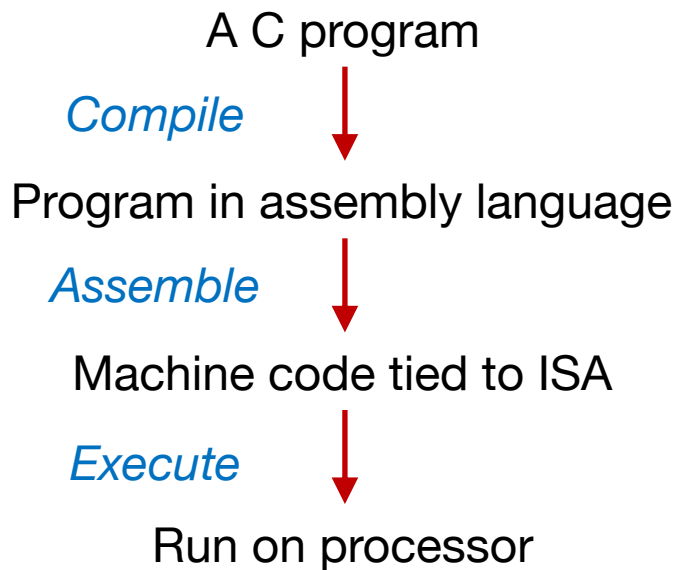 A C program
Compile
Program in assembly language
Assemble
Machine code tied to ISA
Execute
Run on processor